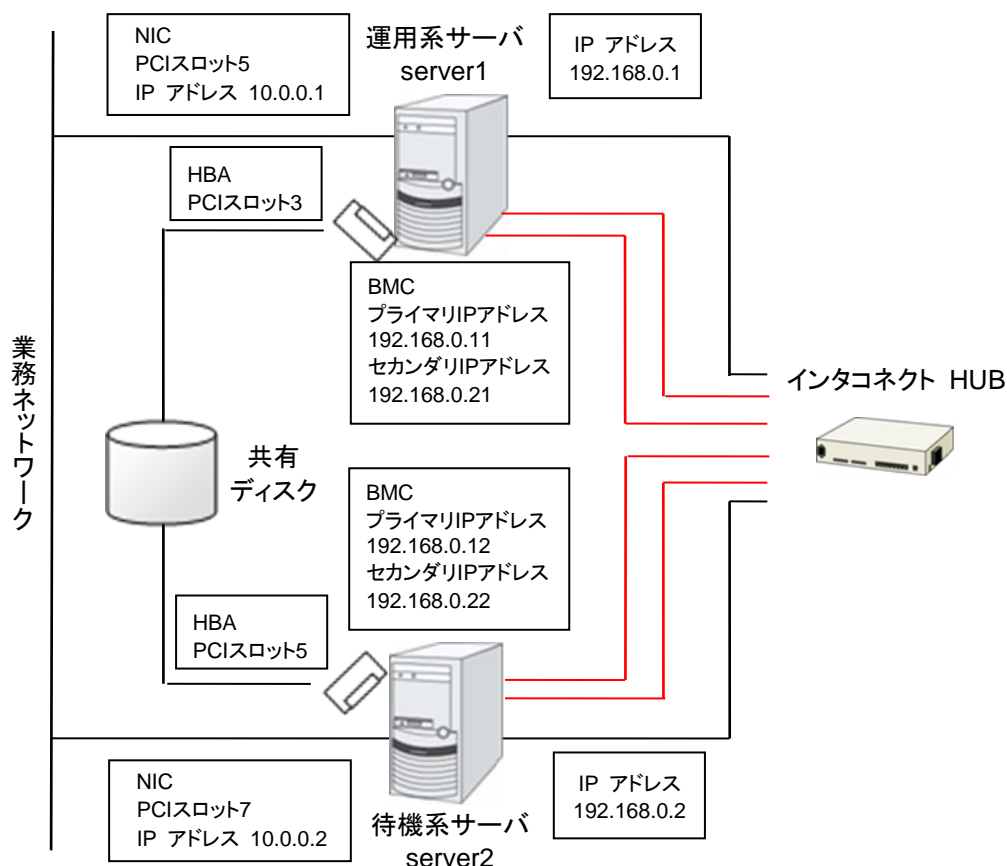 NIC
PCIスロット5
IP アドレス 10.0.0.1
運用系サーバ
server1
IP アドレス
192.168.0.1
HBA
PCIスロット3
BMC
プライマリIPアドレス
192.168.0.11
セカンダリIPアドレス
192.168.0.21
業務ネットワーク
インタコネクト HUB
共有
ディスク
BMC
プライマリIPアドレス
192.168.0.12
セカンダリIPアドレス
192.168.0.22
HBA
PCIスロット5
NIC
PCIスロット7
IP アドレス 10.0.0.2
待機系サーバ
server2
IP アドレス
192.168.0.2